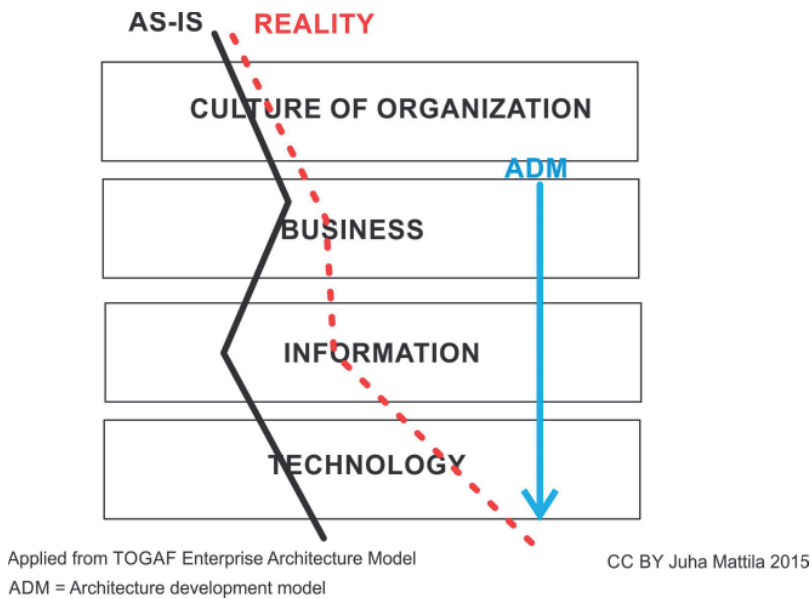 AS-IS REALITY
CULTURE OF ORGANIZATION
ADM
BUSINESS
INFORMATION
TECHNOLOGY
Applied from TOGAF Enterprise Architecture Model
CC BY Juha Mattila 2015
ADM = Architecture development model